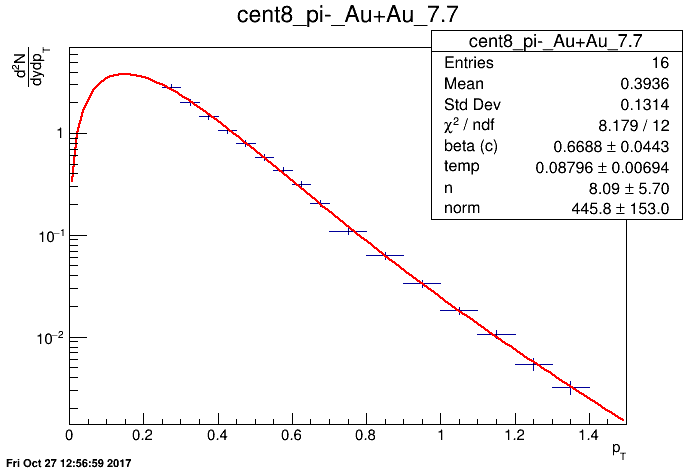 cent8_pi-_Au+Au_7.7
d²N
dydp_T
cent8_pi-_Au+Au_7.7
Entries 16
Mean 0.3936
Std Dev 0.1314
χ² / ndf 8.179 / 12
beta (c) 0.6688 ± 0.0443
temp 0.08796 ± 0.00694
n 8.09 ± 5.70
norm 445.8 ± 153.0
1
10⁻¹
10⁻²
0 0.2 0.4 0.6 0.8 1 1.2 1.4
p_T
Fri Oct 27 12:56:59 2017